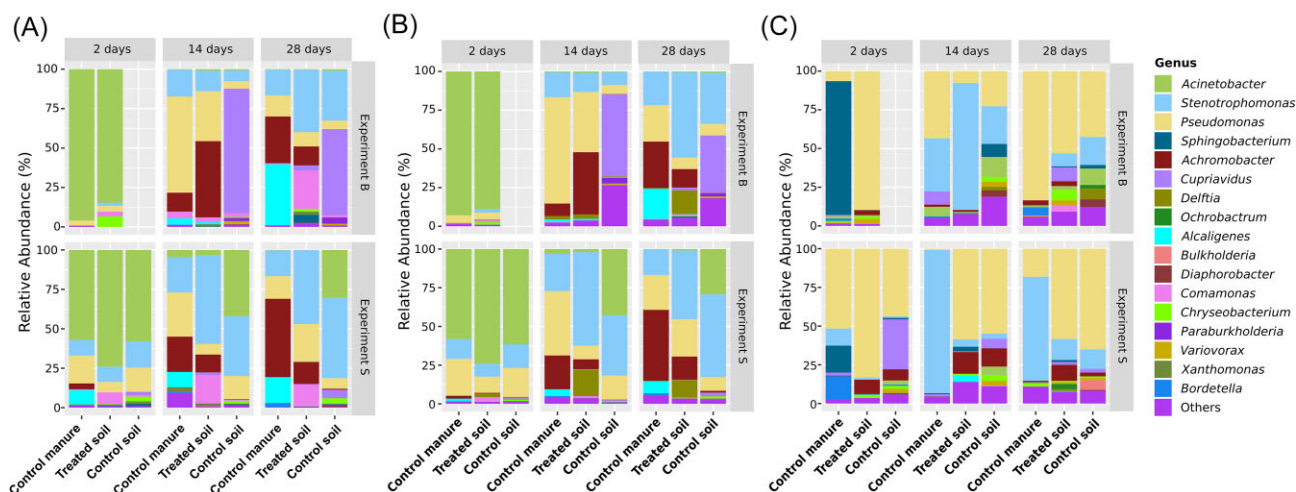 (A)
2 days
14 days
28 days
Relative Abundance (%)
100
75
50
25
0
Experiment B
Relative Abundance (%)
100
75
50
25
0
Experiment S
Control manure
Treated soil
Control soil
Control manure
Treated soil
Control soil
Control manure
Treated soil
Control soil
(B)
2 days
14 days
28 days
Relative Abundance (%)
100
75
50
25
0
Experiment B
Relative Abundance (%)
100
75
50
25
0
Experiment S
Control manure
Treated soil
Control soil
Control manure
Treated soil
Control soil
Control manure
Treated soil
Control soil
(C)
2 days
14 days
28 days
Relative Abundance (%)
100
75
50
25
0
Experiment B
Relative Abundance (%)
100
75
50
25
0
Experiment S
Control manure
Treated soil
Control soil
Control manure
Treated soil
Control soil
Control manure
Treated soil
Control soil
Genus
Acinetobacter
Stenotrophomonas
Pseudomonas
Sphingobacterium
Achromobacter
Cupriavidus
Delftia
Ochrobactrum
Alcaligenes
Bulkholderia
Diaphorobacter
Comamonas
Chryseobacterium
Paraburkholderia
Variovorax
Xanthomonas
Bordetella
Others